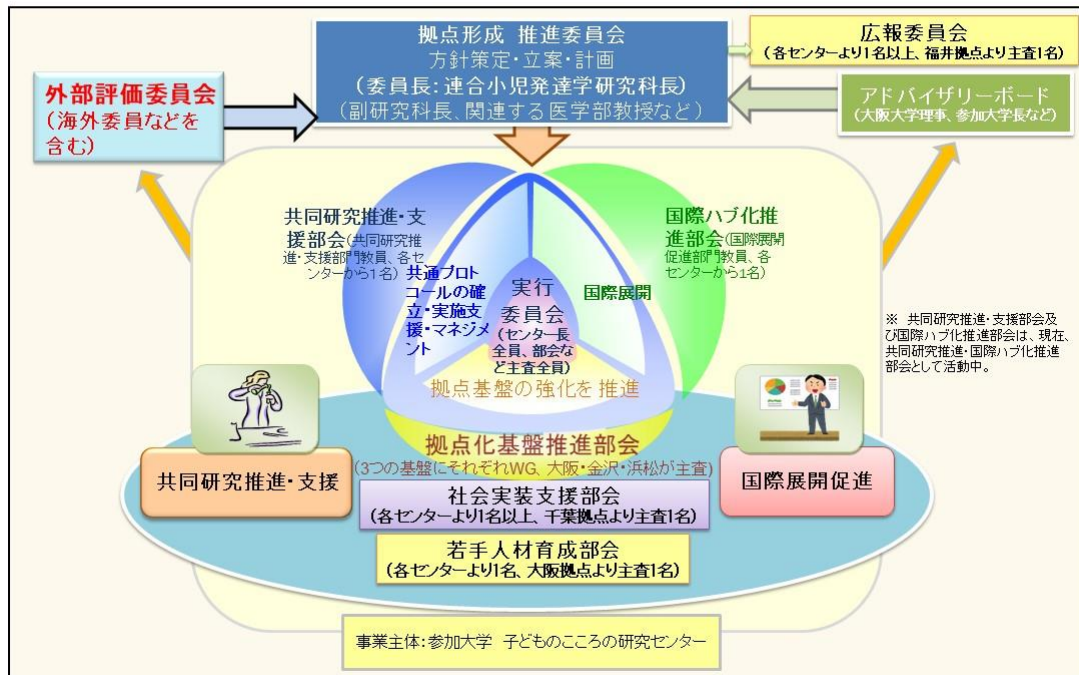 拠点形成 推進委員会
方針策定・立案・計画
(委員長：連合小児発達学研究科長)
(副研究科長、関連する医学部教授など)
広報委員会
(各センターより1名以上、福井拠点より主査1名)
アドバイザリーボード
(大阪大学理事、参加大学長など)
外部評価委員会
(海外委員などを
含む)
共同研究推進・支
援部会(共同研究推
進・支援部門教員、各セ
ンターから1名)
国際ハブ化推
進部会(国際展開
促進部門教員、各
センターから1名)
共通プロト
コールの確
立・実施支
援・マネジメ
ント
実行
委員会
(センター長
全員、部会な
ど主査全員)
国際展開
拠点基盤の強化を 推進
※ 共同研究推進・支援部会及
び国際ハブ化推進部会は、現在、
共同研究推進・国際ハブ化推進
部会として活動中。
拠点化基盤推進部会
(3つの基盤にそれぞれWG、大阪・金沢・浜松が主査)
共同研究推進・支援
国際展開促進
社会実装支援部会
(各センターより1名以上、千葉拠点より主査1名)
若手人材育成部会
(各センターより1名、大阪拠点より主査1名)
事業主体：参加大学 子どものこころの研究センター